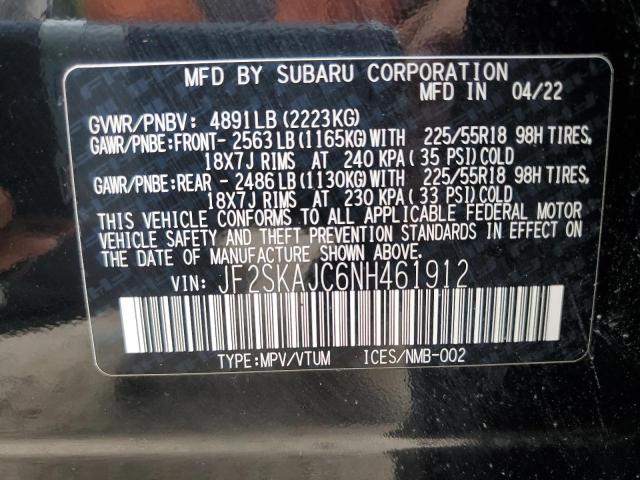 MFD BY SUBARU CORPORATION
MFD IN 04/22
GVWR/PNBV: 4891LB (2223KG)
GAWR/PNBE:FRONT- 2563LB(1165KG)WITH 225/55R18 98H TIRES,
18X7J RIMS AT 240 KPA( 35 PSI)COLD
GAWR/PNBE:REAR - 2486LB(1130KG)WITH 225/55R18 98H TIRES,
18X7J RIMS AT 230 KPA( 33 PSI)COLD
THIS VEHICLE CONFORMS TO ALL APPLICABLE FEDERAL MOTOR
VEHICLE SAFETY AND THEFT PREVENTION STANDARDS IN EFFECT ON
THE DATE OF MANUFACTURE SHOWN ABOVE.
VIN: JF2SKAJC6NH461912
TYPE:MPV/VTUM ICES/NMB-002